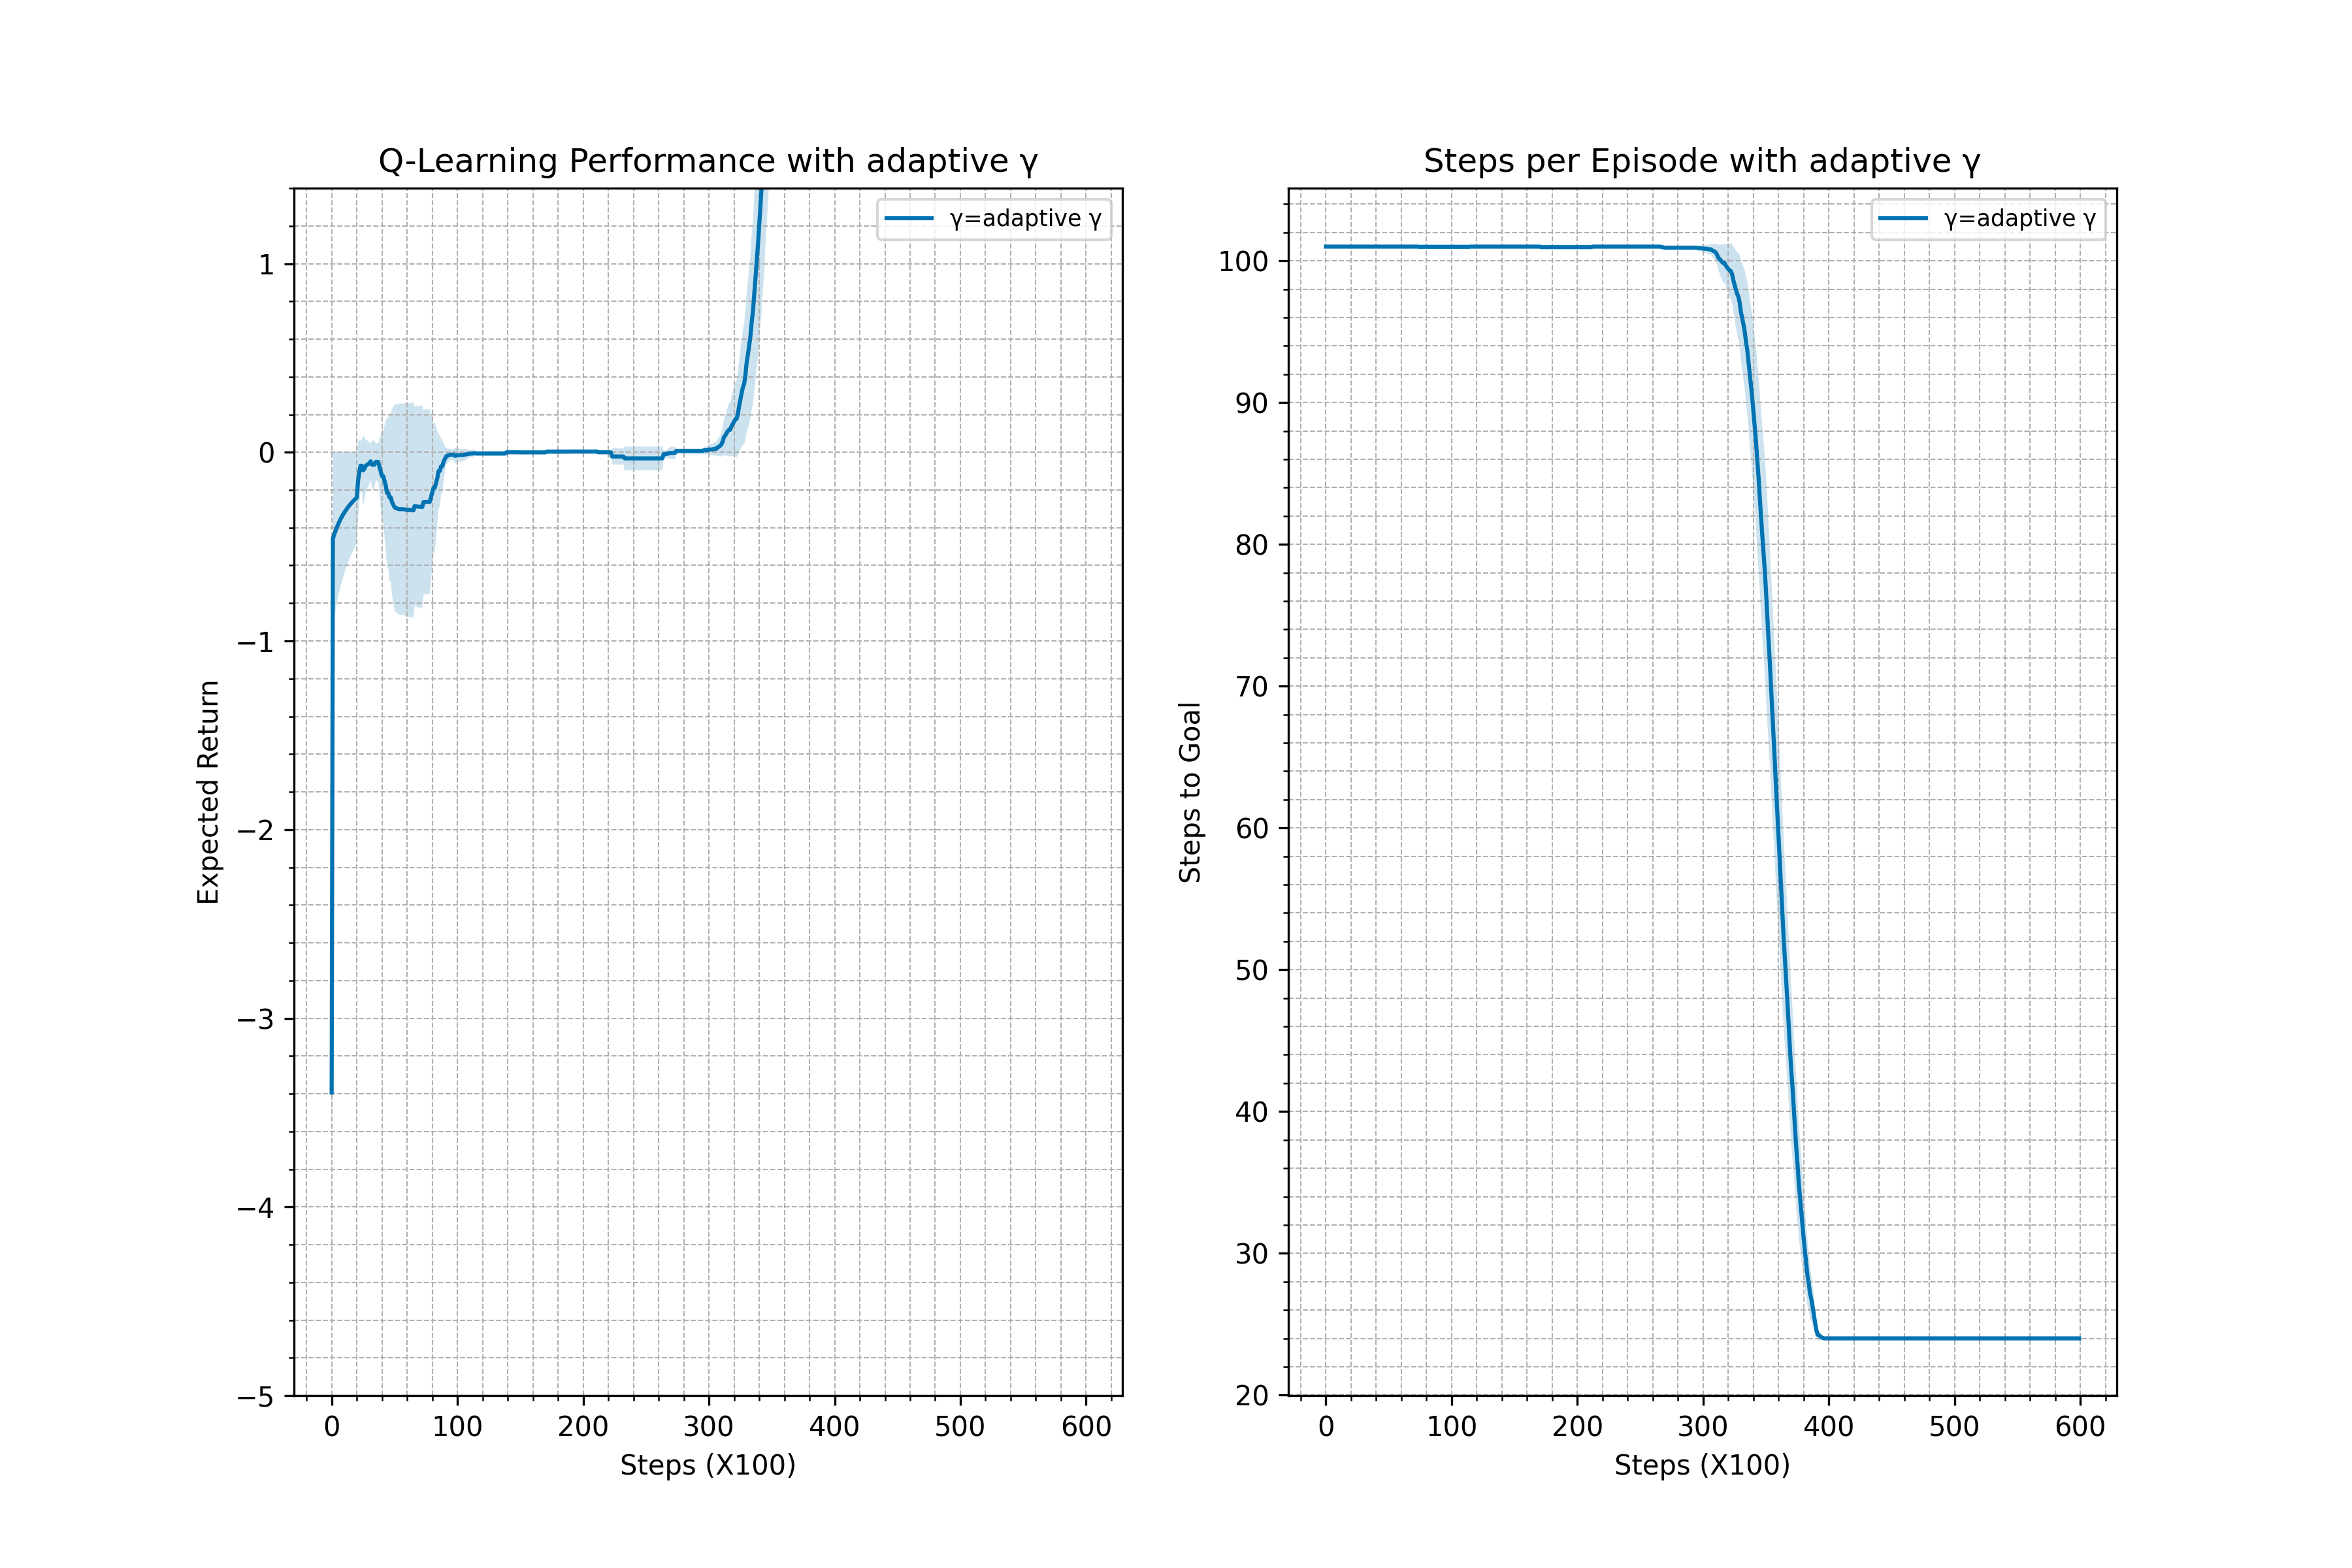 Q-Learning Performance with adaptive γ
γ=adaptive γ
1
0
−1
−2
−3
−4
−5
Expected Return
0 100 200 300 400 500 600
Steps (X100)
Steps per Episode with adaptive γ
γ=adaptive γ
100
90
80
70
60
50
40
30
20
Steps to Goal
0 100 200 300 400 500 600
Steps (X100)